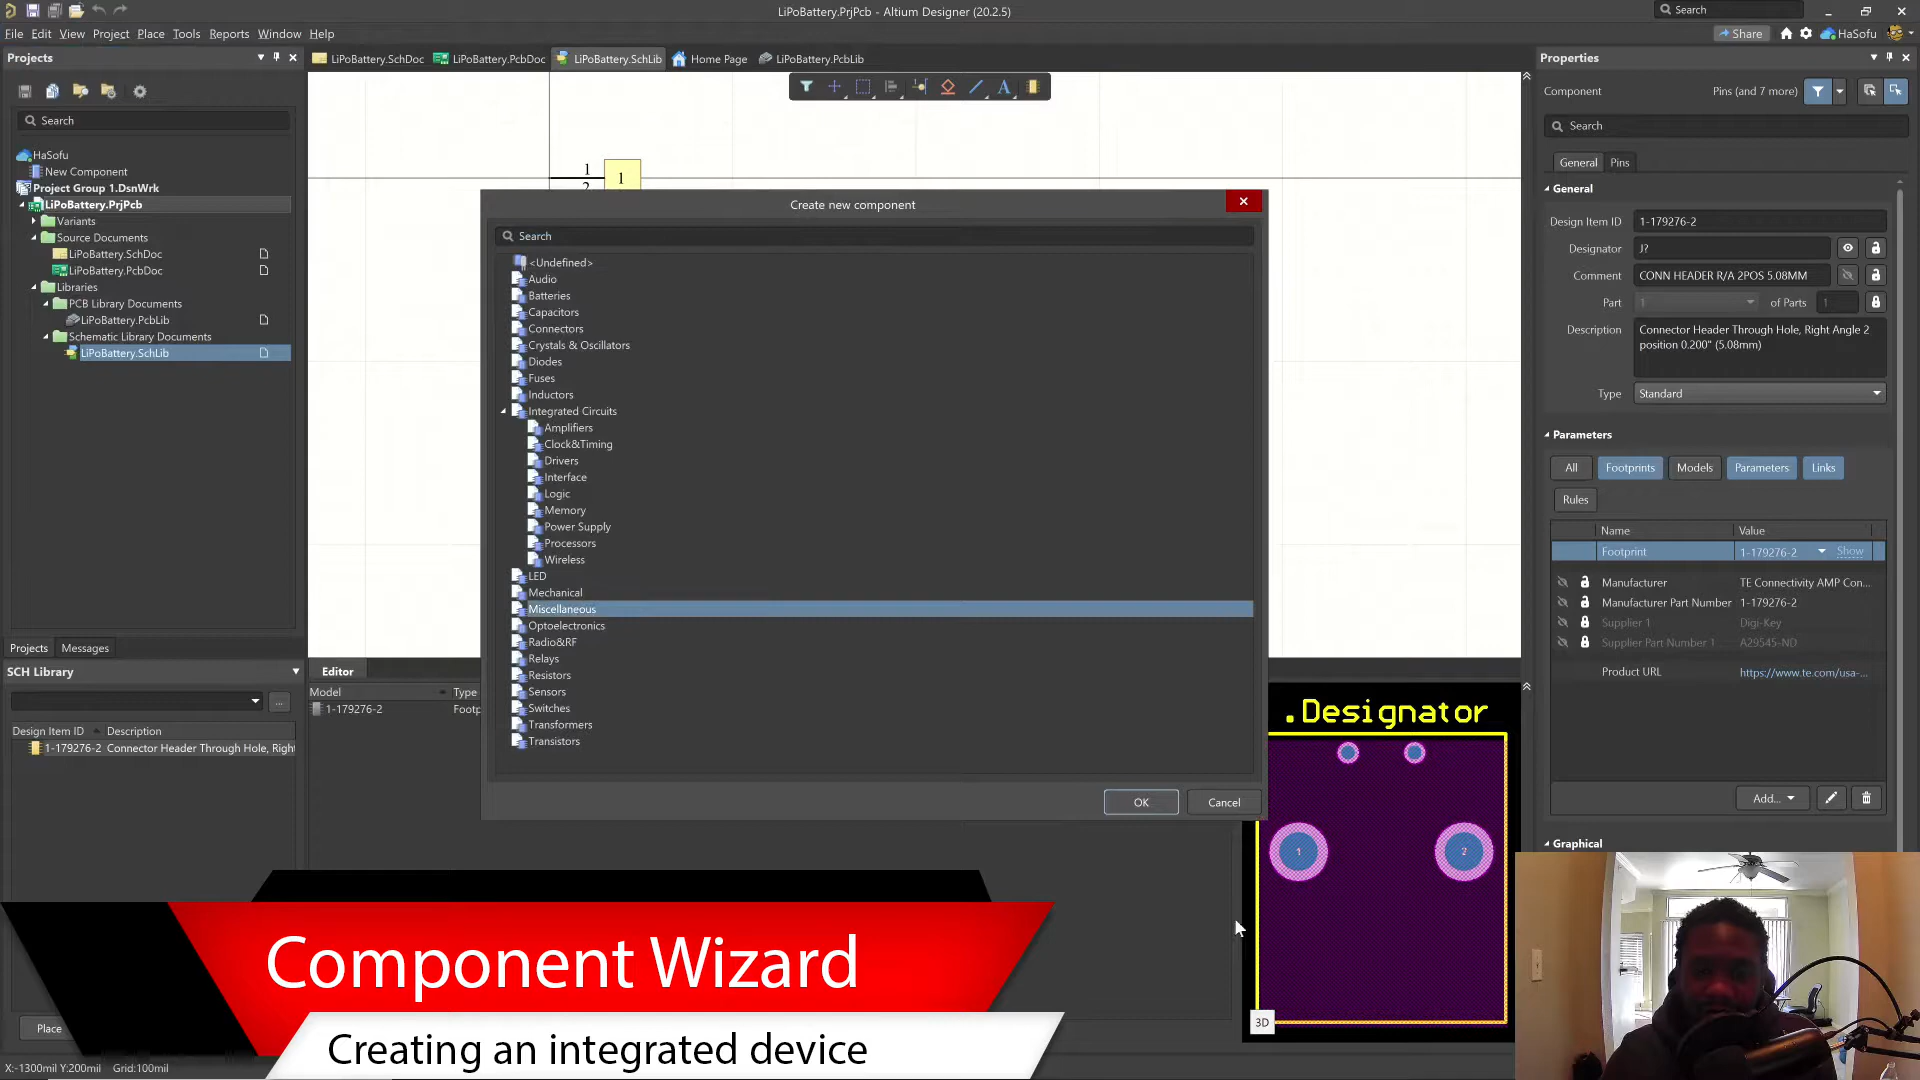 LiPoBattery.PrjPcb - Altium Designer (20.2.5)
Search
File Edit View Project Place Tools Reports Window Help
Share
HaSofu
Projects
LiPoBattery.SchDoc
LiPoBattery.PcbDoc
LiPoBattery.SchLib
Home Page
LiPoBattery.PcbLib
Search
HaSofu
New Component
Project Group 1.DsnWrk
LiPoBattery.PrjPcb
Variants
Source Documents
LiPoBattery.SchDoc
LiPoBattery.PcbDoc
Libraries
PCB Library Documents
LiPoBattery.PcbLib
Schematic Library Documents
LiPoBattery.SchLib
Projects Messages
SCH Library
...
Design Item ID Description
1-179276-2 Connector Header Through Hole, Right
Place
X:-1300mil Y:200mil Grid:100mil
A
1
1
2
Create new component
Search
<Undefined>
Audio
Batteries
Capacitors
Connectors
Crystals & Oscillators
Diodes
Fuses
Inductors
Integrated Circuits
Amplifiers
Clock&Timing
Drivers
Interface
Logic
Memory
Power Supply
Processors
Wireless
LED
Mechanical
Miscellaneous
Optoelectronics
Radio&RF
Relays
Resistors
Sensors
Switches
Transformers
Transistors
OK Cancel
Editor
Model Type
1-179276-2 Footp
.Designator
1 2
3D
Properties
Component Pins (and 7 more)
Search
General Pins
General
Design Item ID 1-179276-2
Designator J?
Comment CONN HEADER R/A 2POS 5.08MM
Part 1 of Parts 1
Description Connector Header Through Hole, Right Angle 2
position 0.200" (5.08mm)
Type Standard
Parameters
All Footprints Models Parameters Links
Rules
Name Value
Footprint 1-179276-2 Show
Manufacturer TE Connectivity AMP Con...
Manufacturer Part Number 1-179276-2
Supplier 1 Digi-Key
Supplier Part Number 1 A29545-ND
Product URL https://www.te.com/usa-...
Add...
Graphical
Component Wizard
Creating an integrated device